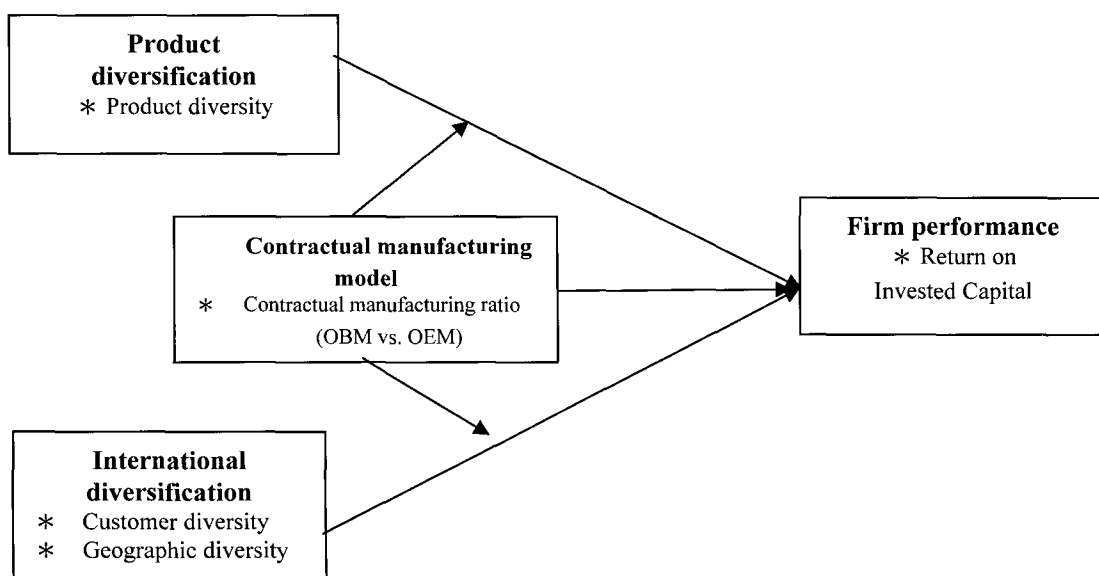 Product
diversification
* Product diversity
Contractual manufacturing
model
* Contractual manufacturing ratio
(OBM vs. OEM)
Firm performance
* Return on
Invested Capital
International
diversification
* Customer diversity
* Geographic diversity